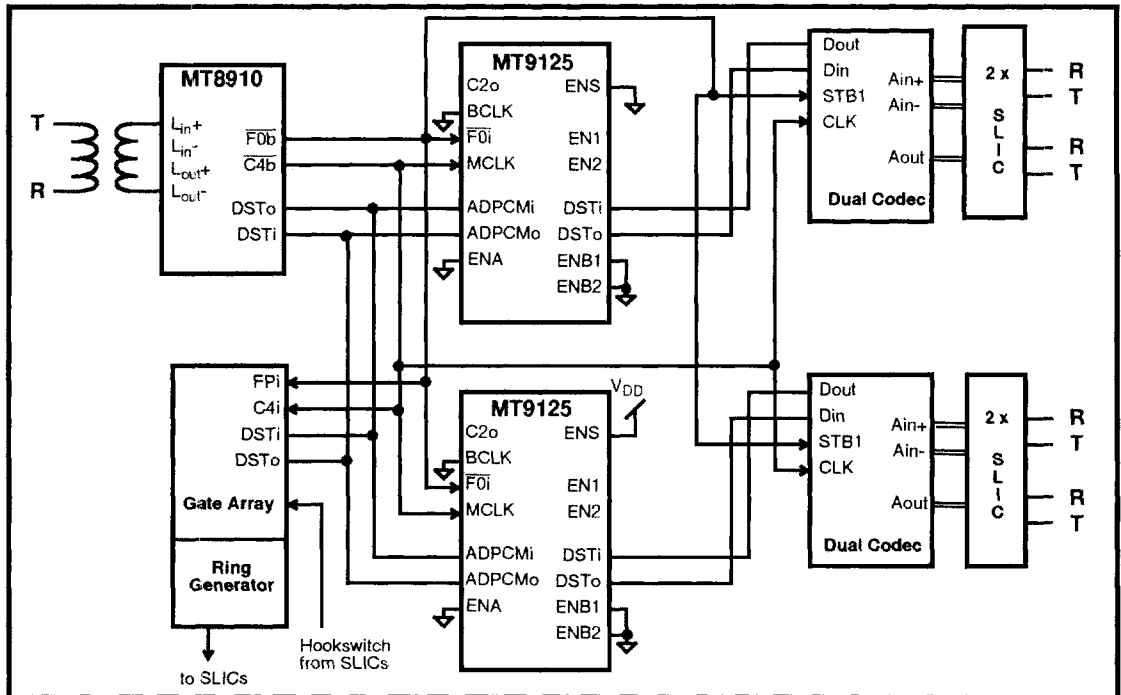 MT8910
T
R
Lin+
Lin-
Lout+
Lout-
F0b
C4b
DSTo
DSTi
MT9125
C2o
BCLK
F0i
MCLK
ADPCMi
ADPCMo
ENA
ENS
EN1
EN2
DSTi
DSTo
ENB1
ENB2
Dout
Din
STB1
CLK
Ain+
Ain-
Aout
Dual Codec
2 x
SLIC
R
T
R
T
FPi
C4i
DSTi
DSTo
Gate Array
Ring
Generator
to SLICs
Hookswitch
from SLICs
MT9125
VDD
C2o
BCLK
F0i
MCLK
ADPCMi
ADPCMo
ENA
ENS
EN1
EN2
DSTi
DSTo
ENB1
ENB2
Dout
Din
STB1
CLK
Ain+
Ain-
Aout
Dual Codec
2 x
SLIC
R
T
R
T